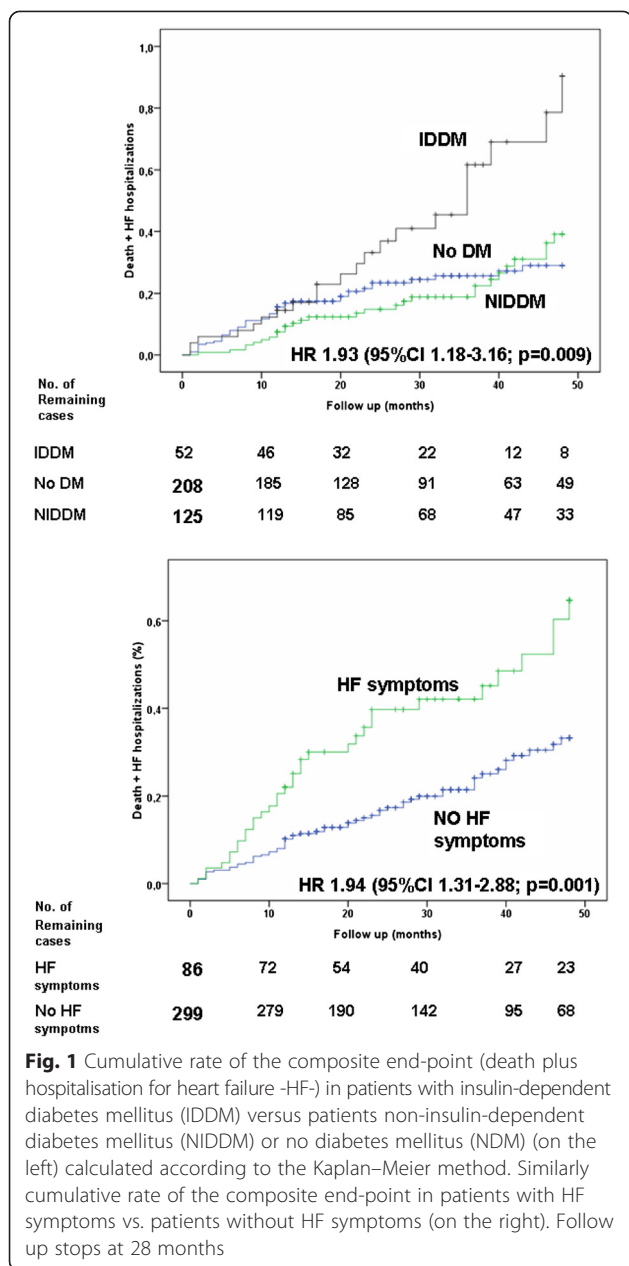 1,0
0,8
0,6
0,4
0,2
0,0
Death + HF hospitalizations
IDDM
No DM
NIDDM
HR 1.93 (95%CI 1.18-3.16; p=0.009)
0 10 20 30 40 50
Follow up (months)
No. of
Remaining
cases
IDDM 52 46 32 22 12 8
No DM 208 185 128 91 63 49
NIDDM 125 119 85 68 47 33
0,6
0,4
0,2
0,0
Death + HF hospitalizations (%)
HF symptoms
NO HF
symptoms
HR 1.94 (95%CI 1.31-2.88; p=0.001)
0 10 20 30 40 50
Follow up (months)
No. of
Remaining
cases
HF 86 72 54 40 27 23
symptoms
No HF 299 279 190 142 95 68
sympotms
Fig. 1 Cumulative rate of the composite end-point (death plus
hospitalisation for heart failure -HF-) in patients with insulin-dependent
diabetes mellitus (IDDM) versus patients non-insulin-dependent
diabetes mellitus (NIDDM) or no diabetes mellitus (NDM) (on the
left) calculated according to the Kaplan–Meier method. Similarly
cumulative rate of the composite end-point in patients with HF
symptoms vs. patients without HF symptoms (on the right). Follow
up stops at 28 months